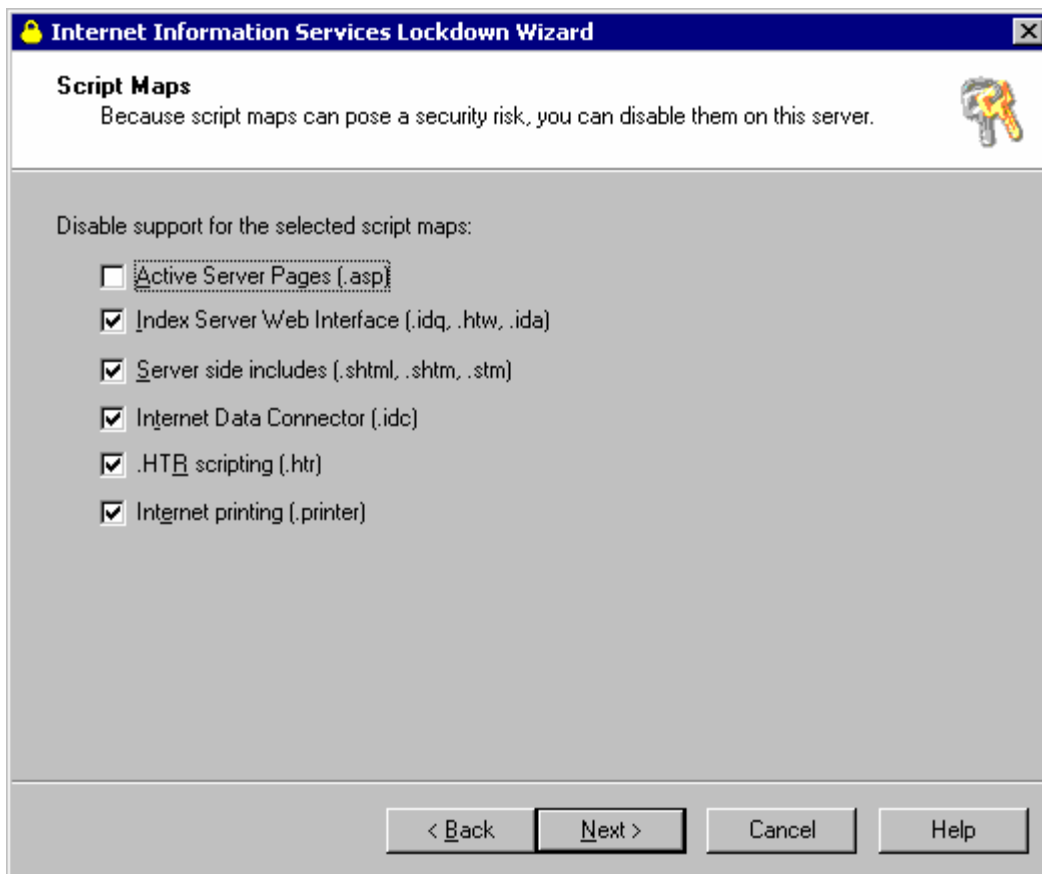 Internet Information Services Lockdown Wizard
Script Maps
Because script maps can pose a security risk, you can disable them on this server.
Disable support for the selected script maps:
Active Server Pages (.asp)
Index Server Web Interface (.idq, .htw, .ida)
Server side includes (.shtml, .shtm, .stm)
Internet Data Connector (.idc)
.HTR scripting (.htr)
Internet printing (.printer)
< Back Next > Cancel Help